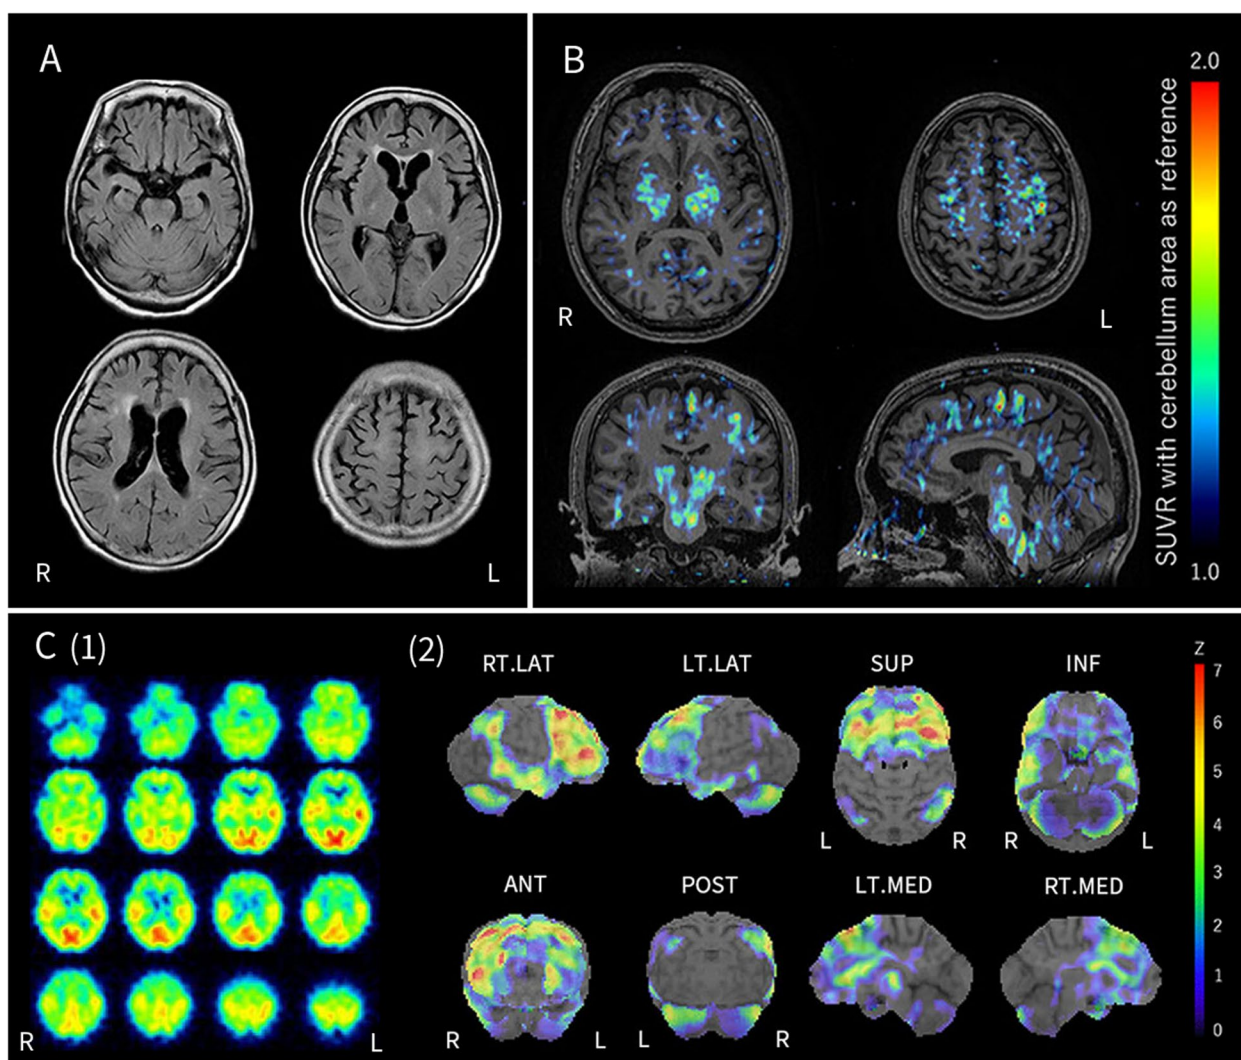 A
R
L
B
R
L
SUVR with cerebellum area as reference
2.0
1.0
C (1)
R
L
(2)
RT.LAT
LT.LAT
SUP
INF
L
R
R
L
ANT
POST
LT.MED
RT.MED
R
L
L
R
Z
7
6
5
4
3
2
1
0